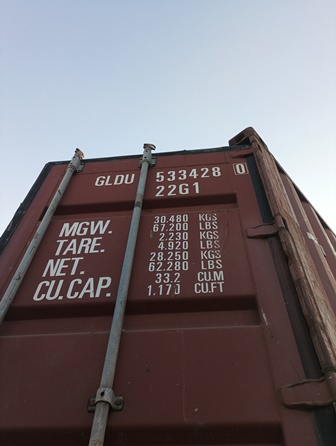 GLDU 533428 0
22G1
MGW. 30.480 KGS
67.200 LBS
TARE. 2.230 KGS
4.920 LBS
NET. 28.250 KGS
62.280 LBS
CU.CAP. 33.2 CU.M
1.170 CU.FT